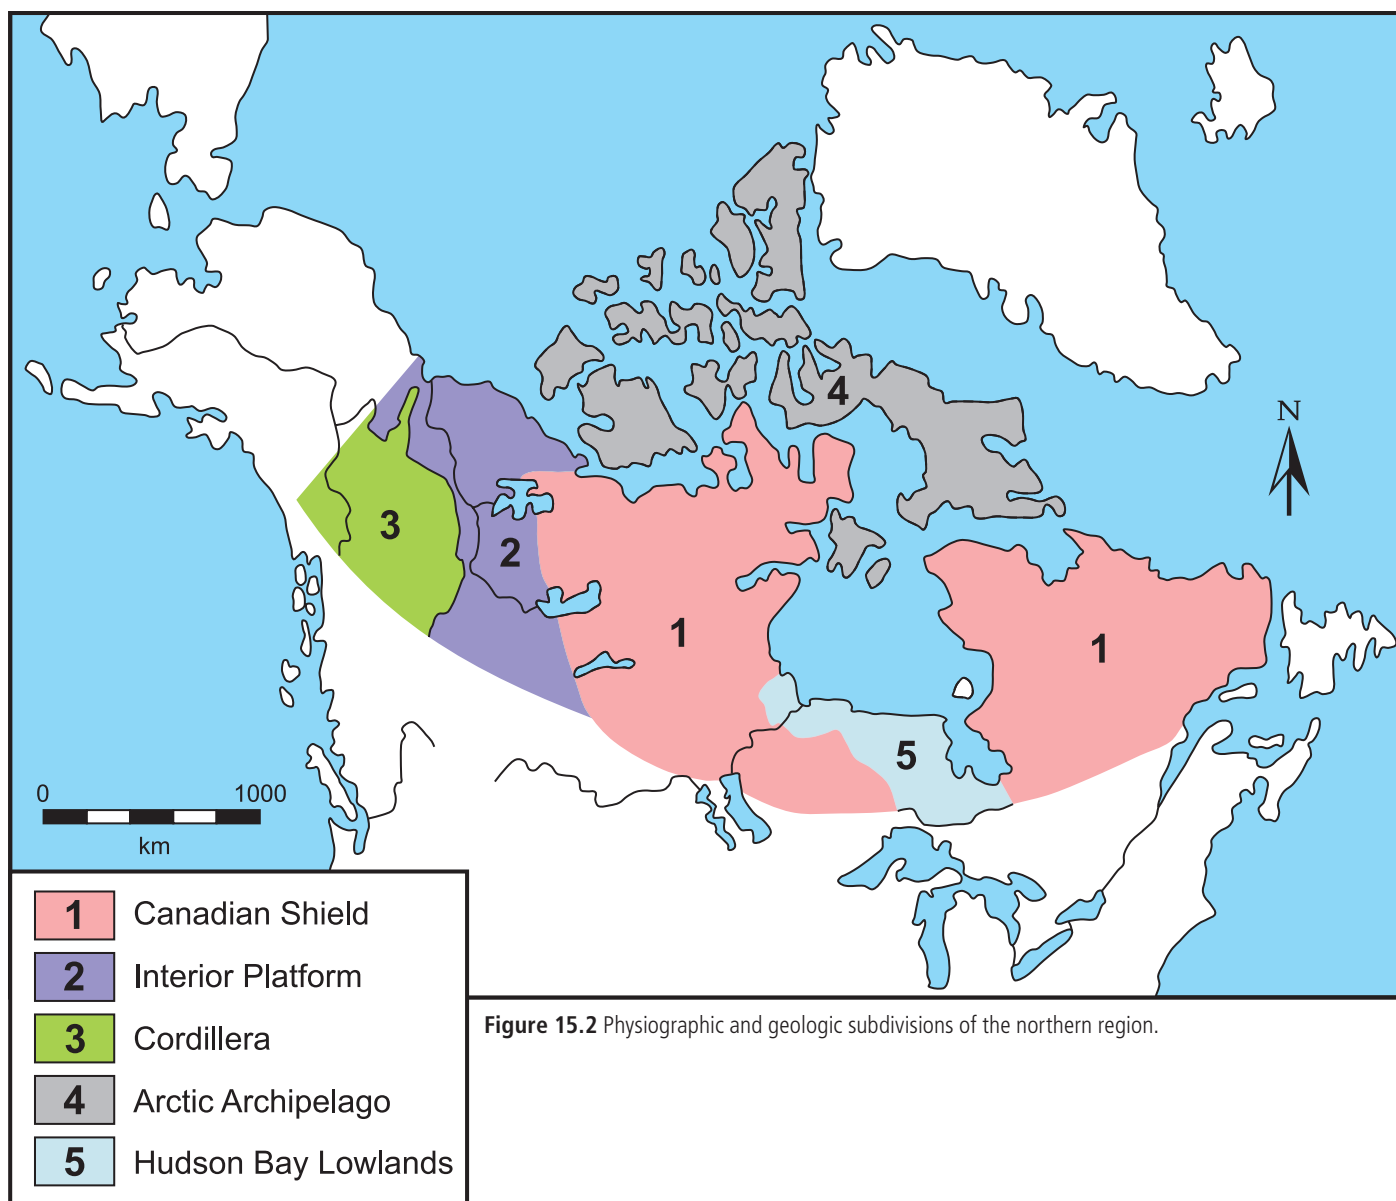 4
N
3
2
1
1
5
0 1000
km
1 Canadian Shield
2 Interior Platform
3 Cordillera
4 Arctic Archipelago
5 Hudson Bay Lowlands
Figure 15.2 Physiographic and geologic subdivisions of the northern region.